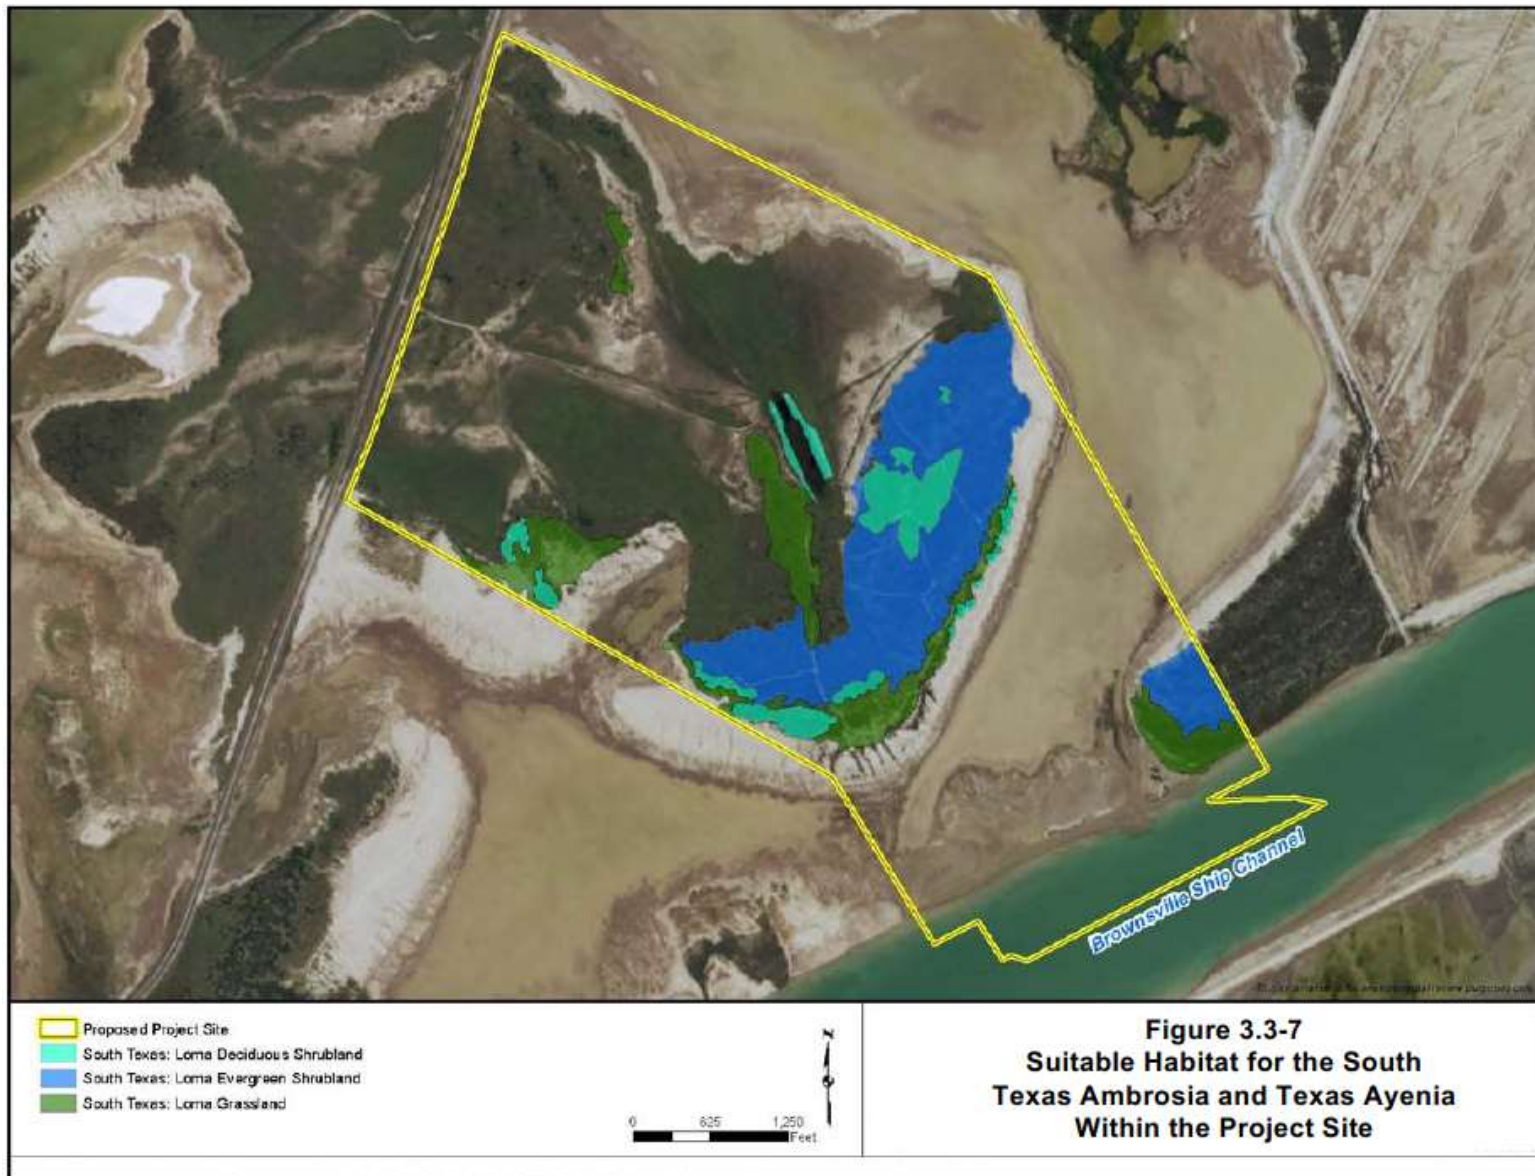 Brownsville Ship Channel
Proposed Project Site
South Texas: Loma Deciduous Shrubland
South Texas: Loma Evergreen Shrubland
South Texas: Loma Grassland
N
0 625 1,250
Feet
Figure 3.3-7
Suitable Habitat for the South
Texas Ambrosia and Texas Ayenia
Within the Project Site